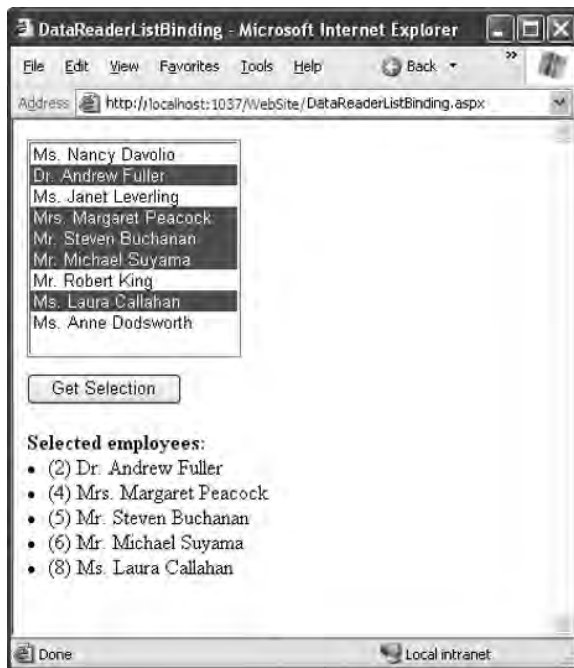 DataReaderListBinding - Microsoft Internet Explorer
File Edit View Favorites Tools Help Back »
Address http://localhost:1037/WebSite/DataReaderListBinding.aspx
Ms. Nancy Davolio
Dr. Andrew Fuller
Ms. Janet Leverling
Mrs. Margaret Peacock
Mr. Steven Buchanan
Mr. Michael Suyama
Mr. Robert King
Ms. Laura Callahan
Ms. Anne Dodsworth
Get Selection
Selected employees:
• (2) Dr. Andrew Fuller
• (4) Mrs. Margaret Peacock
• (5) Mr. Steven Buchanan
• (6) Mr. Michael Suyama
• (8) Ms. Laura Callahan
Done Local intranet